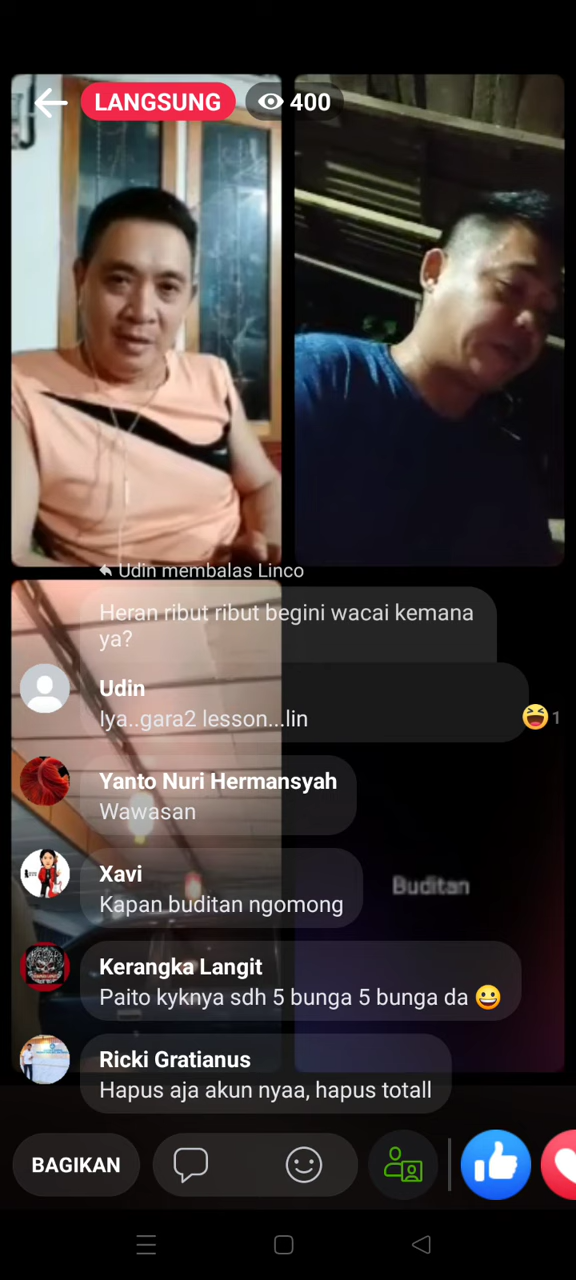 LANGSUNG
400
Udin membalas Linco
Heran ribut ribut begini wacai kemana
ya?
Udin
Iya..gara2 lesson...lin
1
Yanto Nuri Hermansyah
Wawasan
Xavi
Kapan buditan ngomong
Buditan
Kerangka Langit
Paito kyknya sdh 5 bunga 5 bunga da 😀
Ricki Gratianus
Hapus aja akun nyaa, hapus totall
BAGIKAN